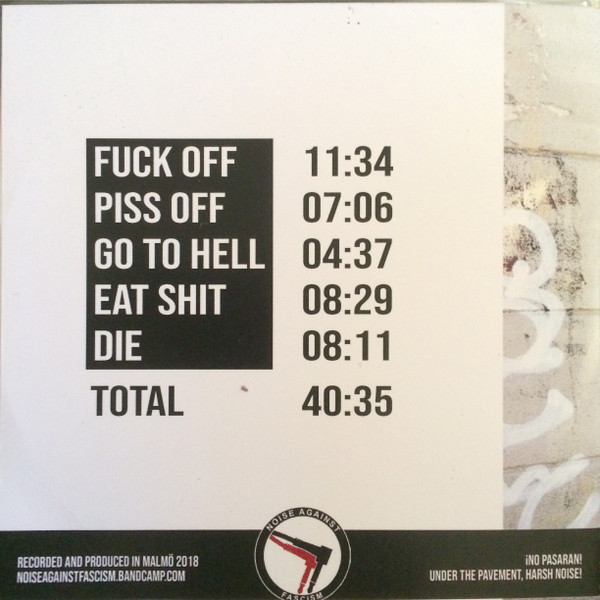 FUCK OFF 11:34
PISS OFF 07:06
GO TO HELL 04:37
EAT SHIT 08:29
DIE 08:11
TOTAL 40:35
NOISE AGAINST
FASCISM
RECORDED AND PRODUCED IN MALMÖ 2018
NOISEAGAINSTFASCISM.BANDCAMP.COM
¡NO PASARAN!
UNDER THE PAVEMENT, HARSH NOISE!